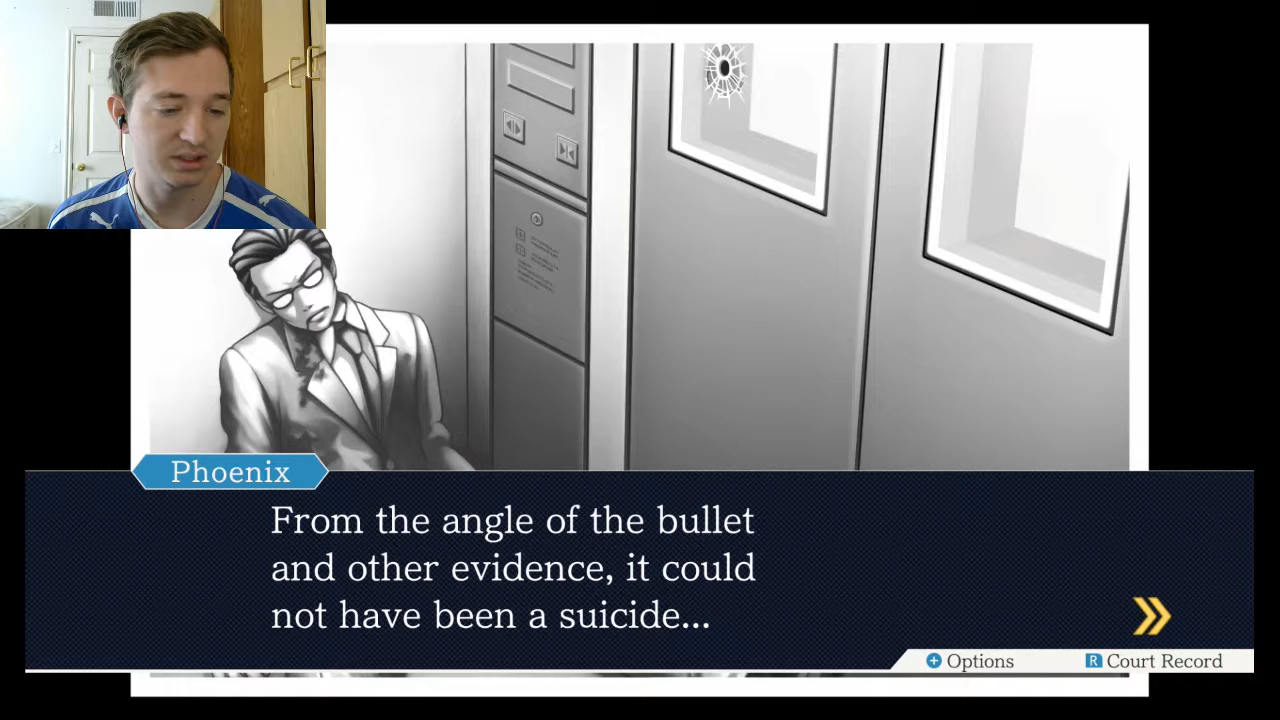 Phoenix
From the angle of the bullet
and other evidence, it could
not have been a suicide...
Options
R Court Record